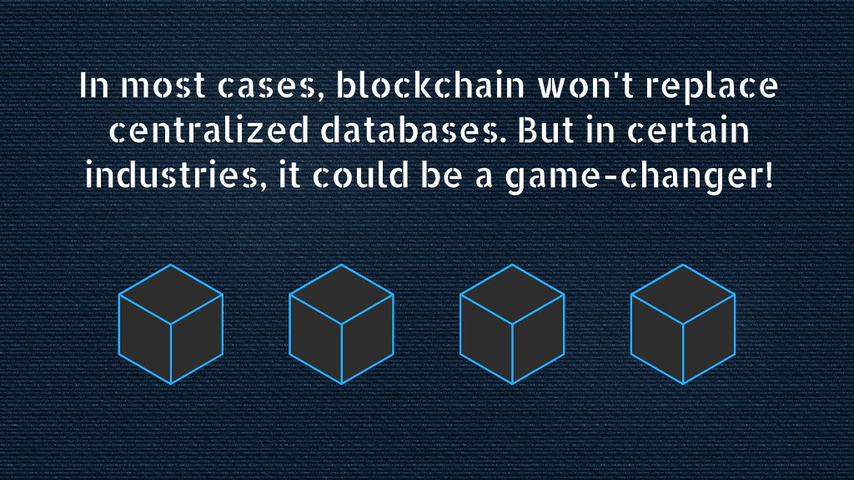 In most cases, blockchain won't replace
centralized databases. But in certain
industries, it could be a game-changer!